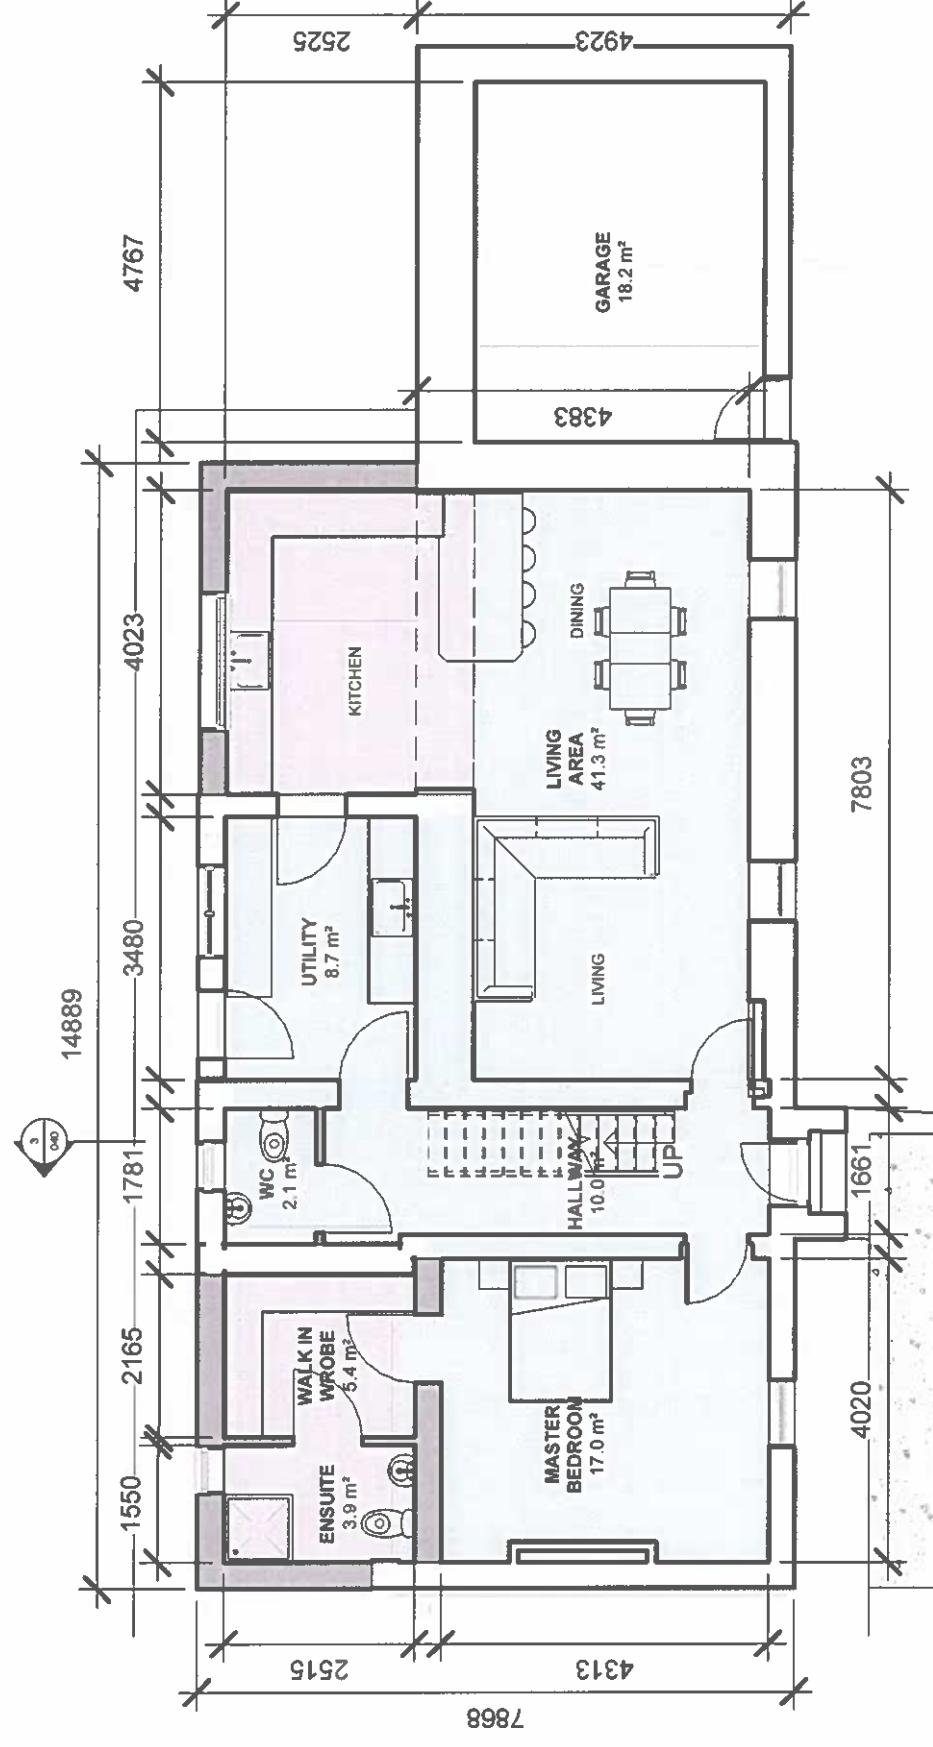 2525
4923
4767
GARAGE
18.2 m²
4383
4023
KITCHEN
DINING
LIVING
AREA
41.3 m²
7803
14889
3480
UTILITY
8.7 m²
LIVING
3
040
1781
WC
2.1 m²
HALLWAY
10.0 m²
UP
1661
2165
WALK IN
WROBE
5.4 m²
4020
MASTER
BEDROOM
17.0 m²
1550
ENSUITE
3.9 m²
2515
4313
7868